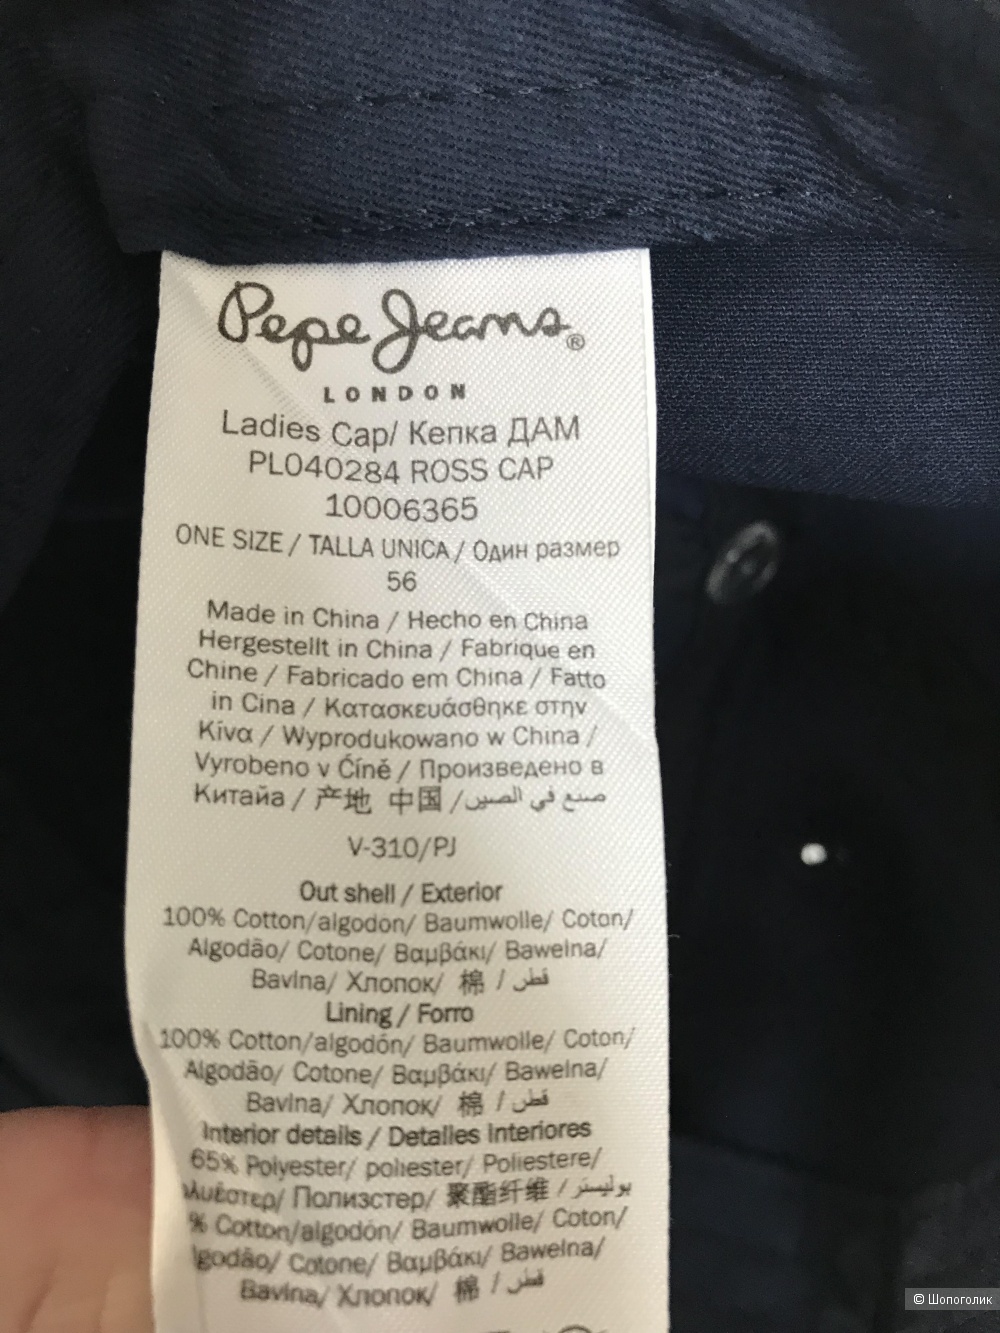 Pepe Jeans®
LONDON
Ladies Cap/ Кепка ДАМ
PL040284 ROSS CAP
10006365
ONE SIZE / TALLA UNICA / Один размер
56
Made in China / Hecho en China
Hergestellt in China / Fabrique en
Chine / Fabricado em China / Fatto
in Cina / Κατασκευάσθηκε στην
Κίνα / Wyprodukowano w China /
Vyrobeno v Číně / Произведено в
Китайа / 产地 中国 / صنع في الصين
V-310/PJ
Out shell / Exterior
100% Cotton/algodon/ Baumwolle/ Coton/
Algodão/ Cotone/ Βαμβάκι/ Bawelna/
Bavlna/ Хлопок/ 棉 / قطن
Lining / Forro
100% Cotton/algodón/ Baumwolle/ Coton/
Algodão/ Cotone/ Βαμβάκι/ Bawelna/
Bavlna/ Хлопок/ 棉 / قطن
Interior details / Detalles Interiores
65% Polyester/ poliester/ Poliestere/
λυέστερ/ Полиэстер/ 聚酯纤维 / بوليستر
% Cotton/algodón/ Baumwolle/ Coton/
lgodão/ Cotone/ Βαμβάκι/ Bawelna/
Bavlna/ Хлопок/ 棉 / قطن
© Шопоголик